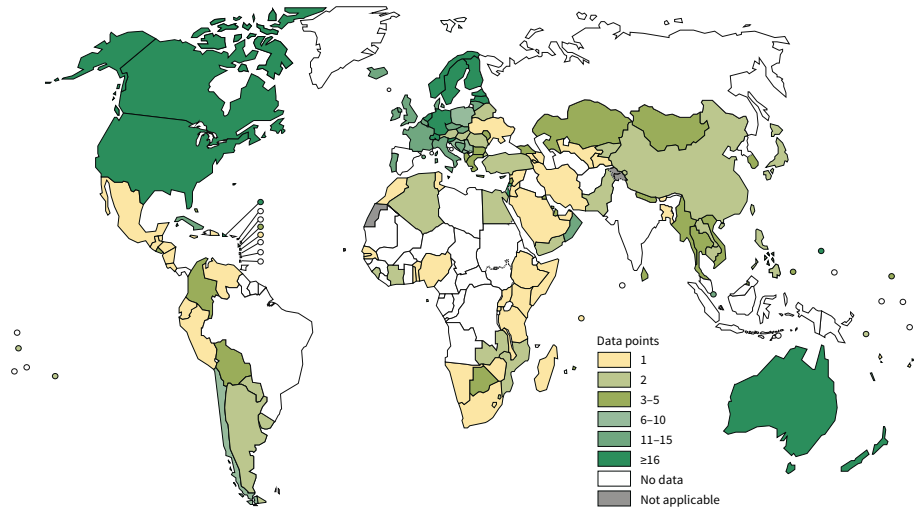 Data points
1
2
3–5
6–10
11–15
≥16
No data
Not applicable